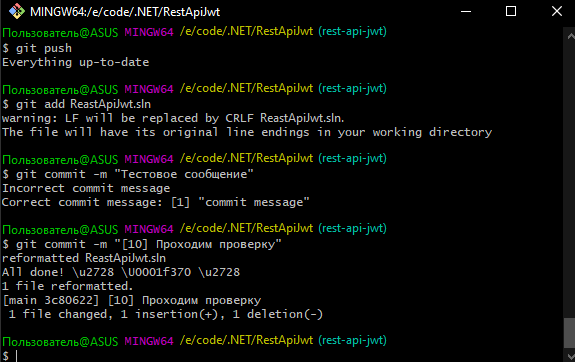 MINGW64:/e/code/.NET/RestApiJwt
Пользователь@ASUS MINGW64 /e/code/.NET/RestApiJwt (rest-api-jwt)
$ git push
Everything up-to-date
Пользователь@ASUS MINGW64 /e/code/.NET/RestApiJwt (rest-api-jwt)
$ git add ReastApiJwt.sln
warning: LF will be replaced by CRLF ReastApiJwt.sln.
The file will have its original line endings in your working directory
Пользователь@ASUS MINGW64 /e/code/.NET/RestApiJwt (rest-api-jwt)
$ git commit -m "Тестовое сообщение"
Incorrect commit message
Correct commit message: [1] "commit message"
Пользователь@ASUS MINGW64 /e/code/.NET/RestApiJwt (rest-api-jwt)
$ git commit -m "[10] Проходим проверку"
reformatted ReastApiJwt.sln
All done! \u2728 \U0001f370 \u2728
1 file reformatted.
[main 3c80622] [10] Проходим проверку
1 file changed, 1 insertion(+), 1 deletion(-)
Пользователь@ASUS MINGW64 /e/code/.NET/RestApiJwt (rest-api-jwt)
$